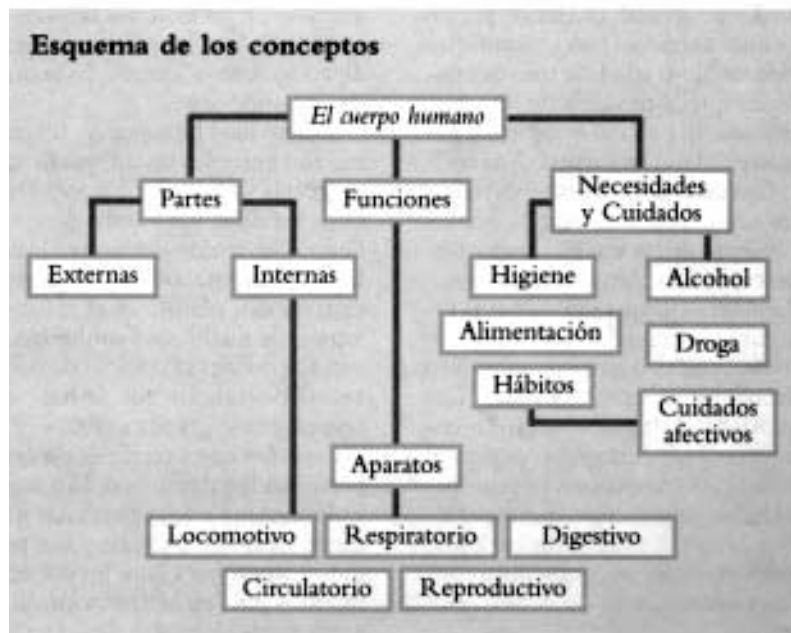 Esquema de los conceptos
El cuerpo humano
Partes
Funciones
Necesidades
y Cuidados
Externas
Internas
Higiene
Alcohol
Alimentación
Droga
Hábitos
Cuidados
afectivos
Aparatos
Locomotivo
Respiratorio
Digestivo
Circulatorio
Reproductivo